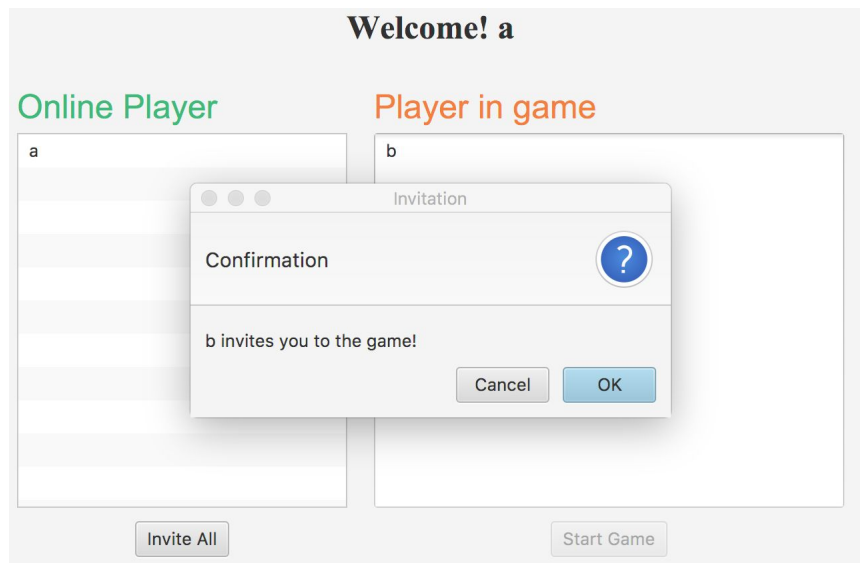 Welcome! a
Online Player
Player in game
a
b
Invitation
Confirmation
?
b invites you to the game!
Cancel
OK
Invite All
Start Game